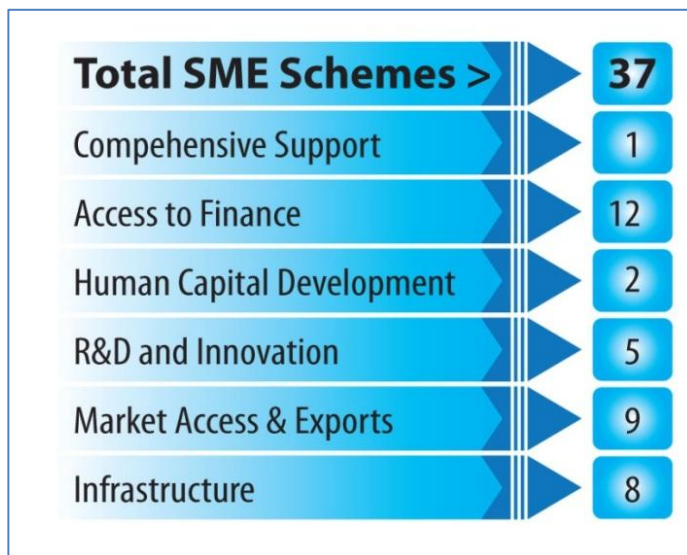 Total SME Schemes > 37
Compehensive Support 1
Access to Finance 12
Human Capital Development 2
R&D and Innovation 5
Market Access & Exports 9
Infrastructure 8